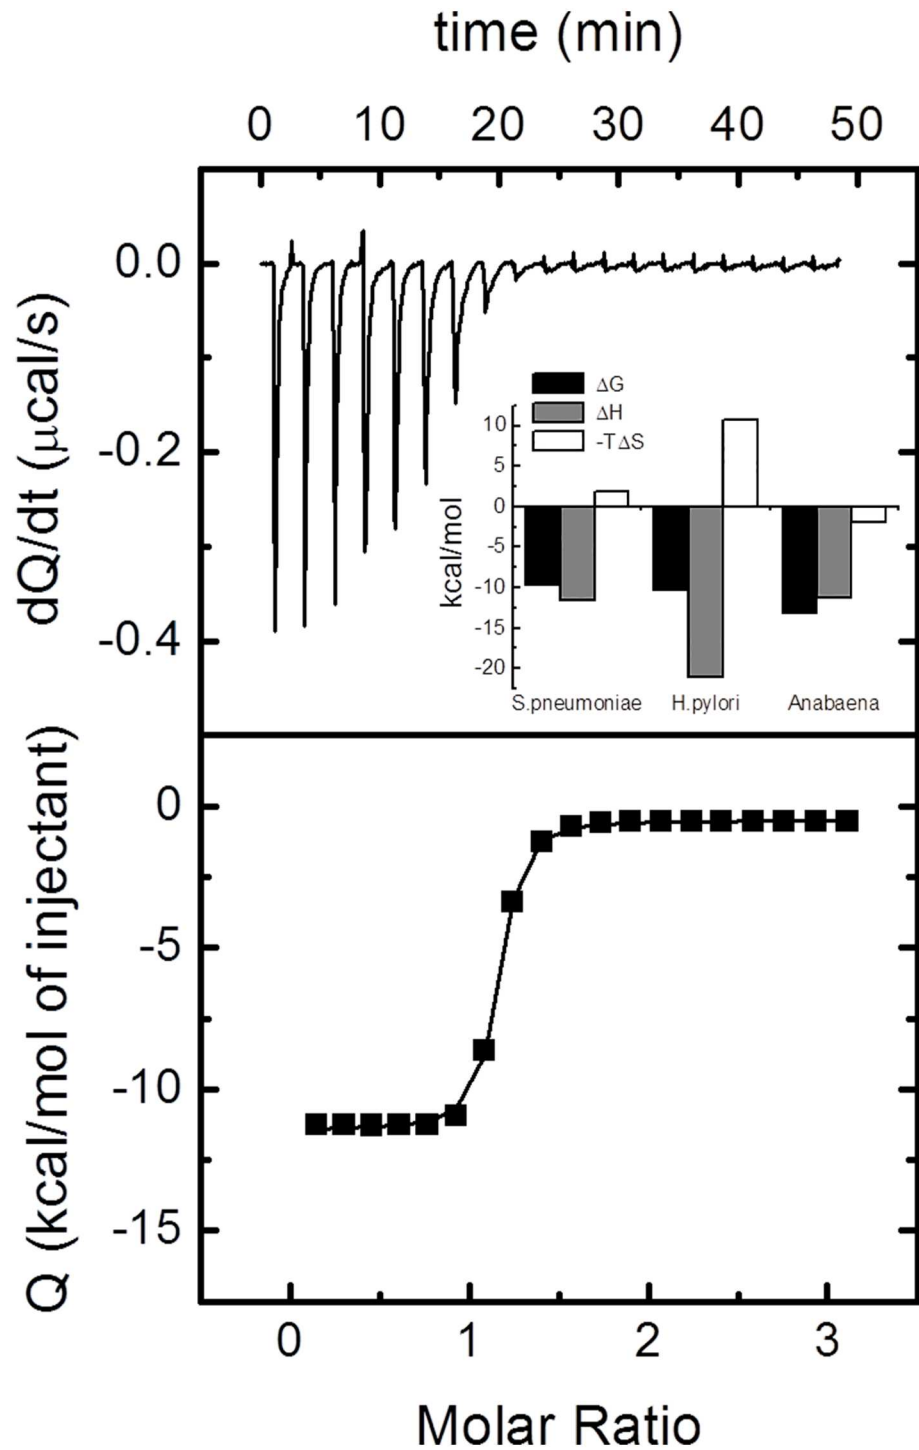 time (min)
0 10 20 30 40 50
dQ/dt (μcal/s)
0.0
-0.2
-0.4
ΔG
ΔH
-TΔS
kcal/mol
10
5
0
-5
-10
-15
-20
S.pneumoniae H.pylori Anabaena
Q (kcal/mol of injectant)
0
-5
-10
-15
0 1 2 3
Molar Ratio